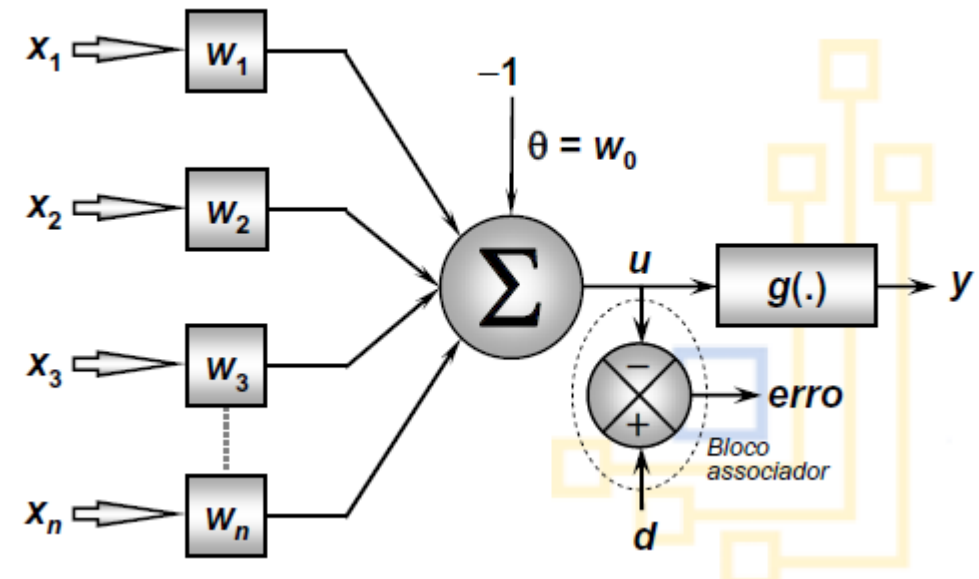 x1 w1
−1
θ = w0
x2 w2
Σ u g(.) y
x3 w3
− erro
+ Bloco
associador
xn wn
d